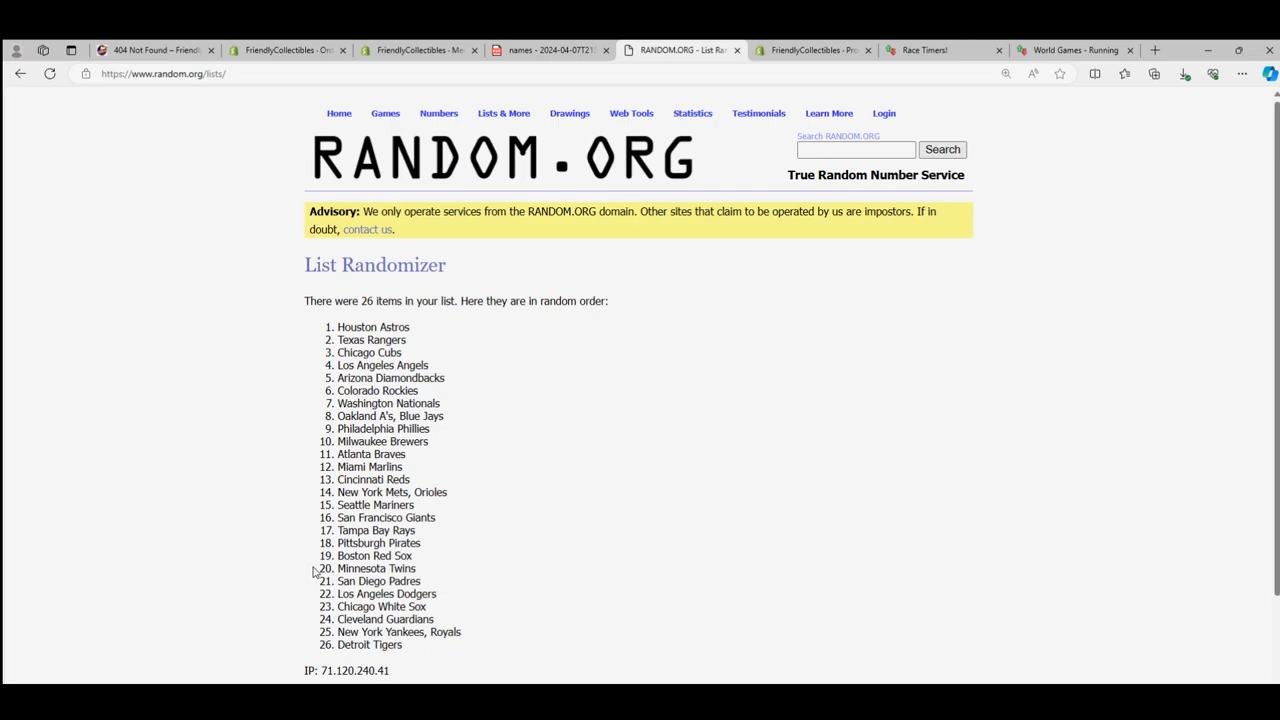 404 Not Found – Friendl
FriendlyCollectibles - Ord
FriendlyCollectibles - Me
names - 2024-04-07T213
RANDOM.ORG - List Ran
FriendlyCollectibles - Pro
Race Timers!
World Games - Running
https://www.random.org/lists/
Home Games Numbers Lists & More Drawings Web Tools Statistics Testimonials Learn More Login
RANDOM.ORG
Search RANDOM.ORG
Search
True Random Number Service
Advisory: We only operate services from the RANDOM.ORG domain. Other sites that claim to be operated by us are impostors. If in
doubt, contact us.
List Randomizer
There were 26 items in your list. Here they are in random order:
1. Houston Astros
2. Texas Rangers
3. Chicago Cubs
4. Los Angeles Angels
5. Arizona Diamondbacks
6. Colorado Rockies
7. Washington Nationals
8. Oakland A's, Blue Jays
9. Philadelphia Phillies
10. Milwaukee Brewers
11. Atlanta Braves
12. Miami Marlins
13. Cincinnati Reds
14. New York Mets, Orioles
15. Seattle Mariners
16. San Francisco Giants
17. Tampa Bay Rays
18. Pittsburgh Pirates
19. Boston Red Sox
20. Minnesota Twins
21. San Diego Padres
22. Los Angeles Dodgers
23. Chicago White Sox
24. Cleveland Guardians
25. New York Yankees, Royals
26. Detroit Tigers
IP: 71.120.240.41